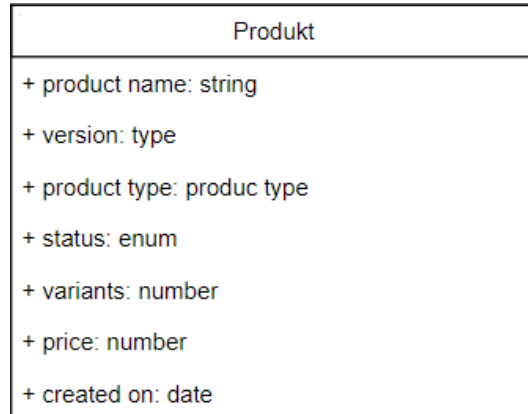 Produkt
+ product name: string
+ version: type
+ product type: produc type
+ status: enum
+ variants: number
+ price: number
+ created on: date